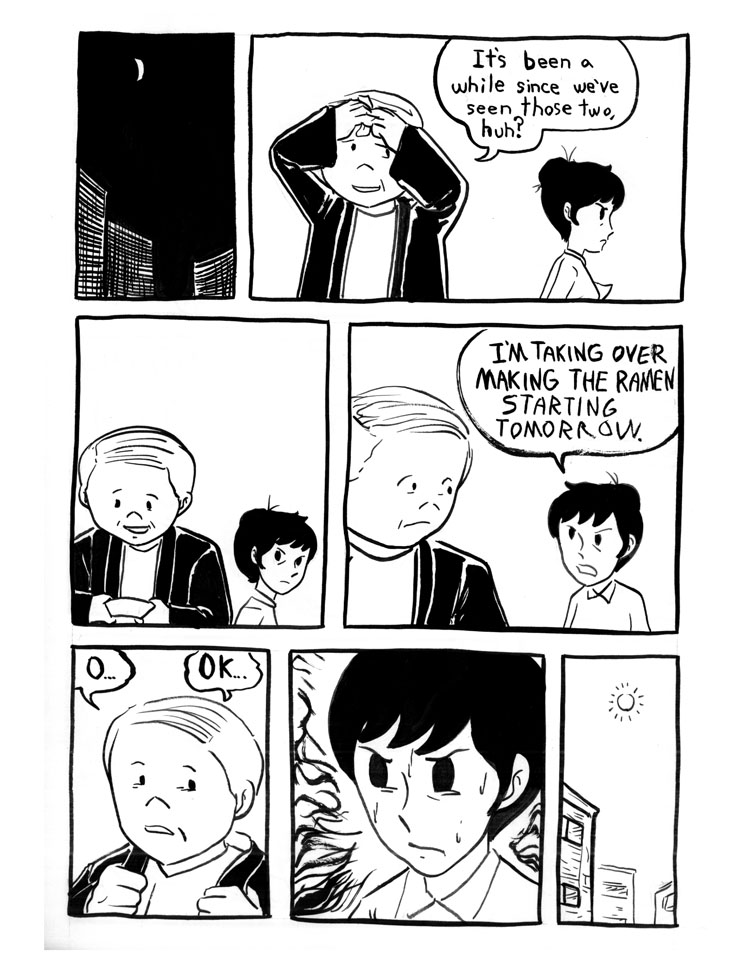 It's been a
while since we've
seen those two,
huh?
I'M TAKING OVER
MAKING THE RAMEN
STARTING
TOMORROW.
O...
OK...